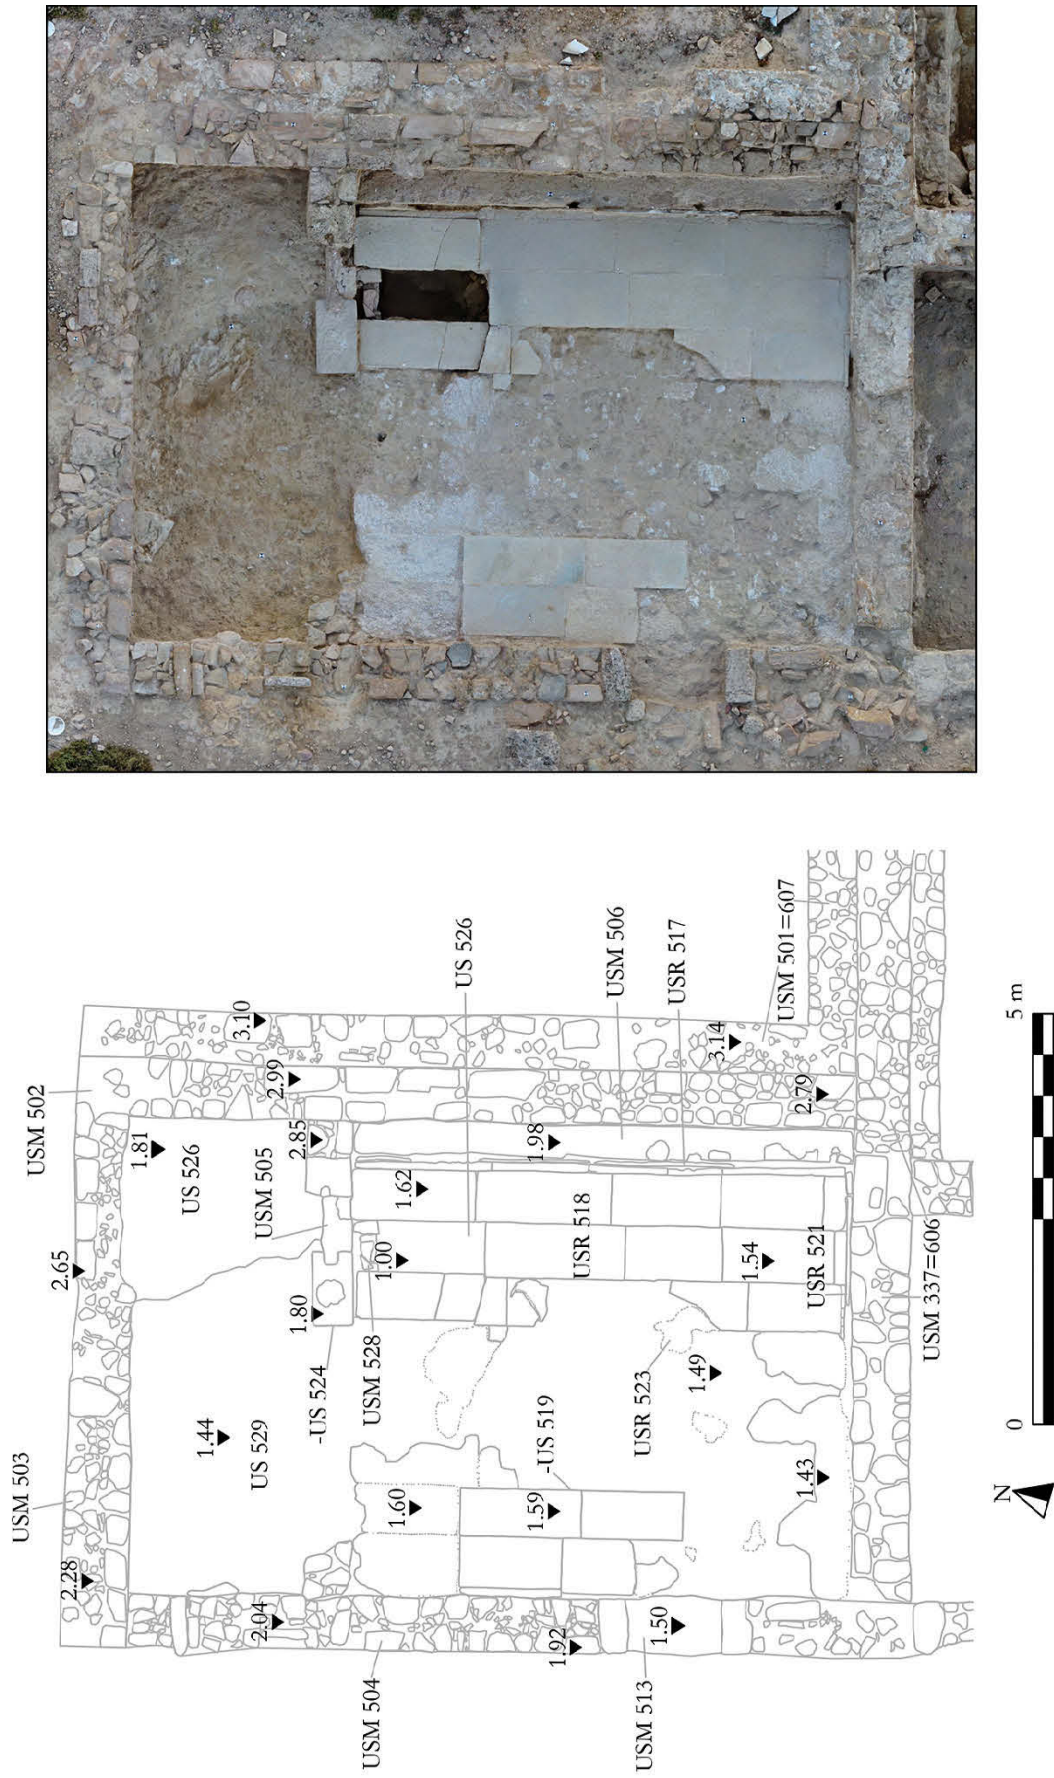 USM 503
2.28
2.65
USM 502
1.81
US 526
3.10
2.99
1.44
US 529
USM 505
2.85
2.04
1.80
-US 524
USM 528
1.00
1.62
US 526
USM 504
1.60
1.59
-US 519
1.98
USM 506
1.92
USR 518
USR 517
USR 523
1.50
USM 513
1.49
1.54
3.14
USM 501=607
1.43
USR 521
2.79
USM 337=606
N
0
5 m